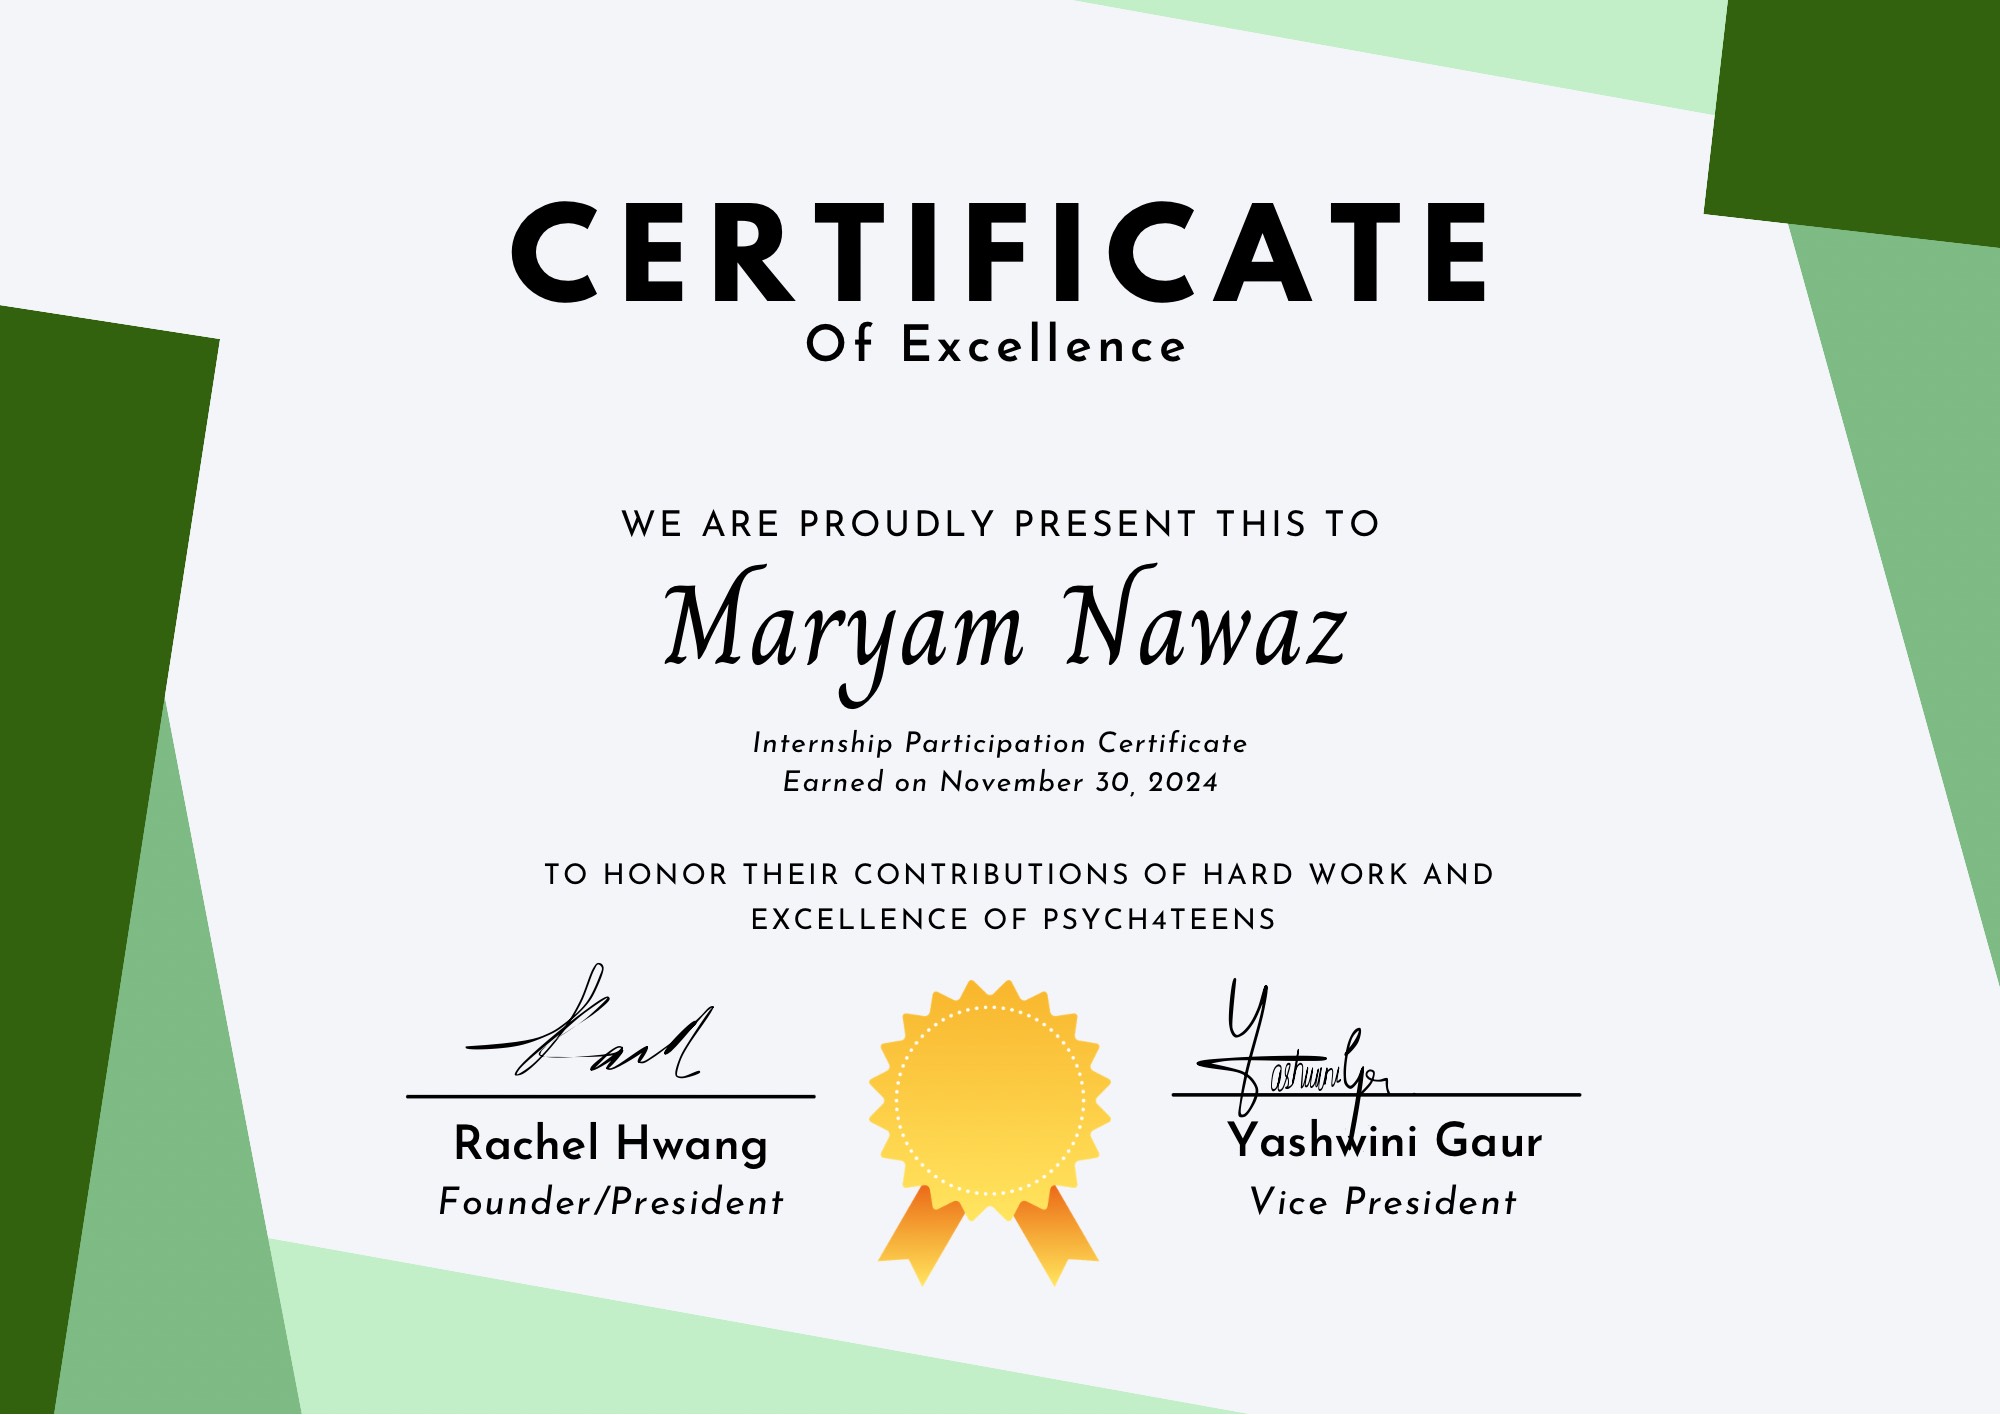 CERTIFICATE
Of Excellence
WE ARE PROUDLY PRESENT THIS TO
Maryam Nawaz
Internship Participation Certificate
Earned on November 30, 2024
TO HONOR THEIR CONTRIBUTIONS OF HARD WORK AND
EXCELLENCE OF PSYCH4TEENS
Rachel Hwang
Founder/President
Yashwini Gaur
Vice President